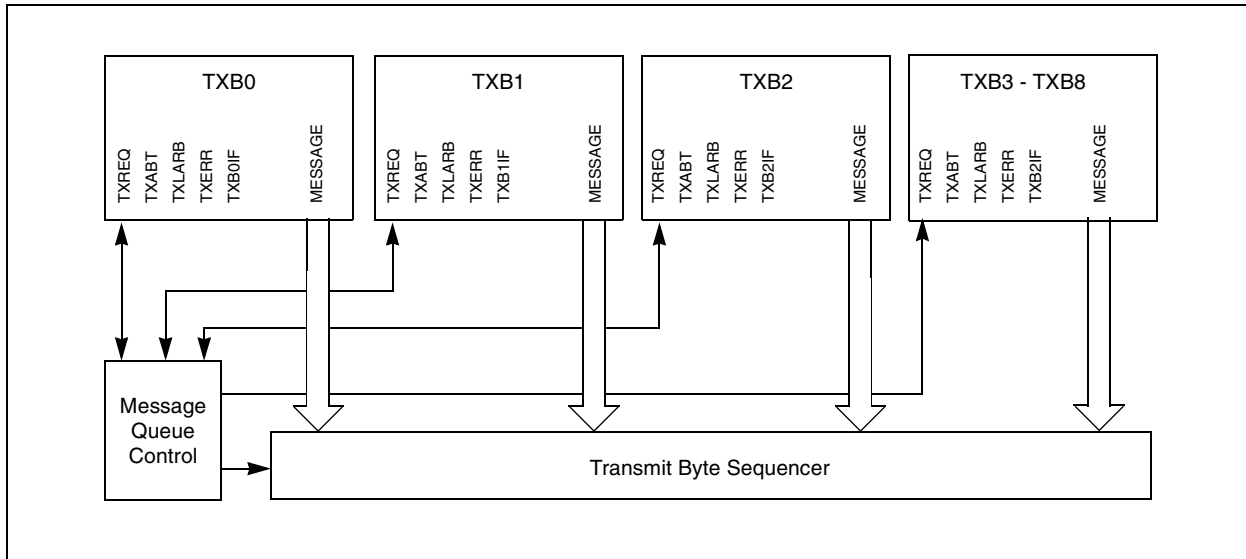 TXB0
TXREQ
TXABT
TXLARB
TXERR
TXB0IF
MESSAGE
TXB1
TXREQ
TXABT
TXLARB
TXERR
TXB1IF
MESSAGE
TXB2
TXREQ
TXABT
TXLARB
TXERR
TXB2IF
MESSAGE
TXB3 - TXB8
TXREQ
TXABT
TXLARB
TXERR
TXB2IF
MESSAGE
Message
Queue
Control
Transmit Byte Sequencer